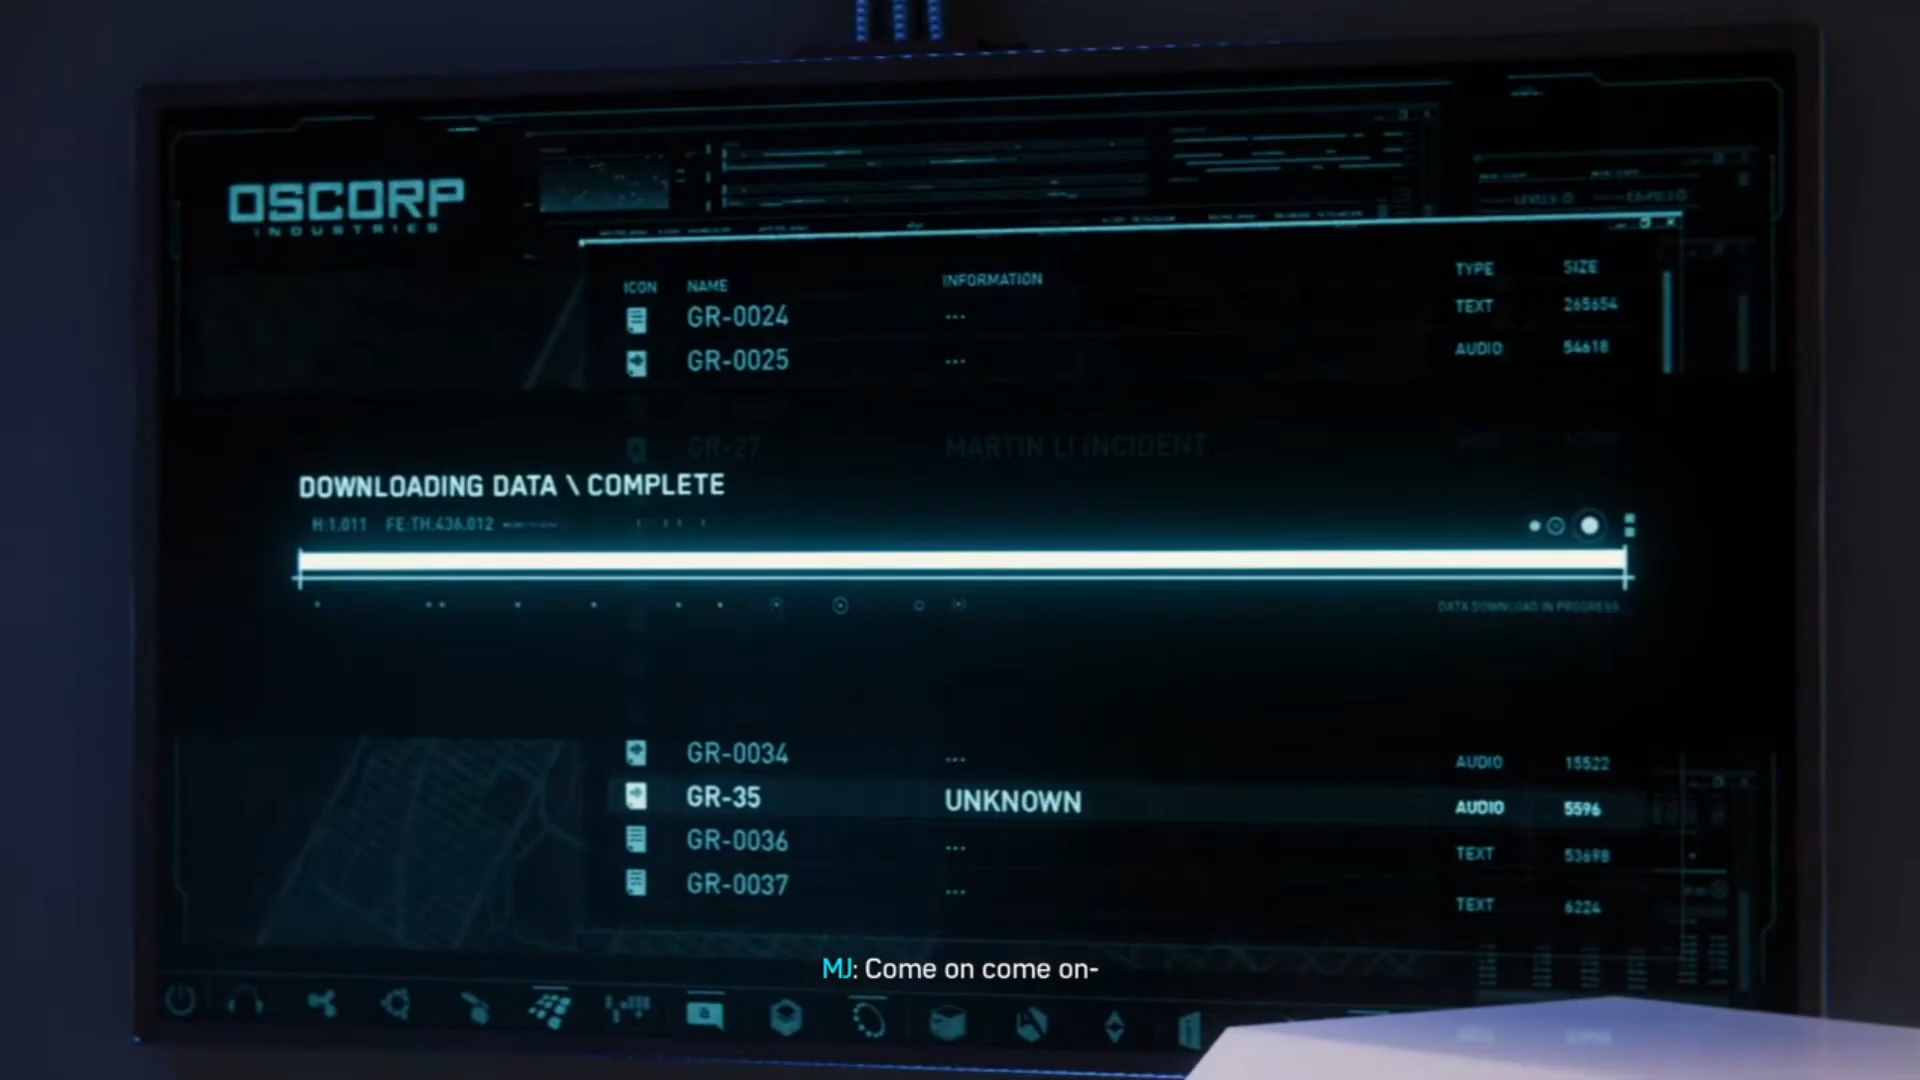 OSCORP
INDUSTRIES
ICON NAME INFORMATION TYPE SIZE
GR-0024 ... TEXT 265654
GR-0025 ... AUDIO 54618
GR-27 MARTIN LI INCIDENT
DOWNLOADING DATA \ COMPLETE
H:1.011 FE:TH:436.012
DATA DOWNLOAD IN PROGRESS
GR-0034 ... AUDIO 15522
GR-35 UNKNOWN AUDIO 5596
GR-0036 ... TEXT 53698
GR-0037 ... TEXT 6224
MJ: Come on come on-